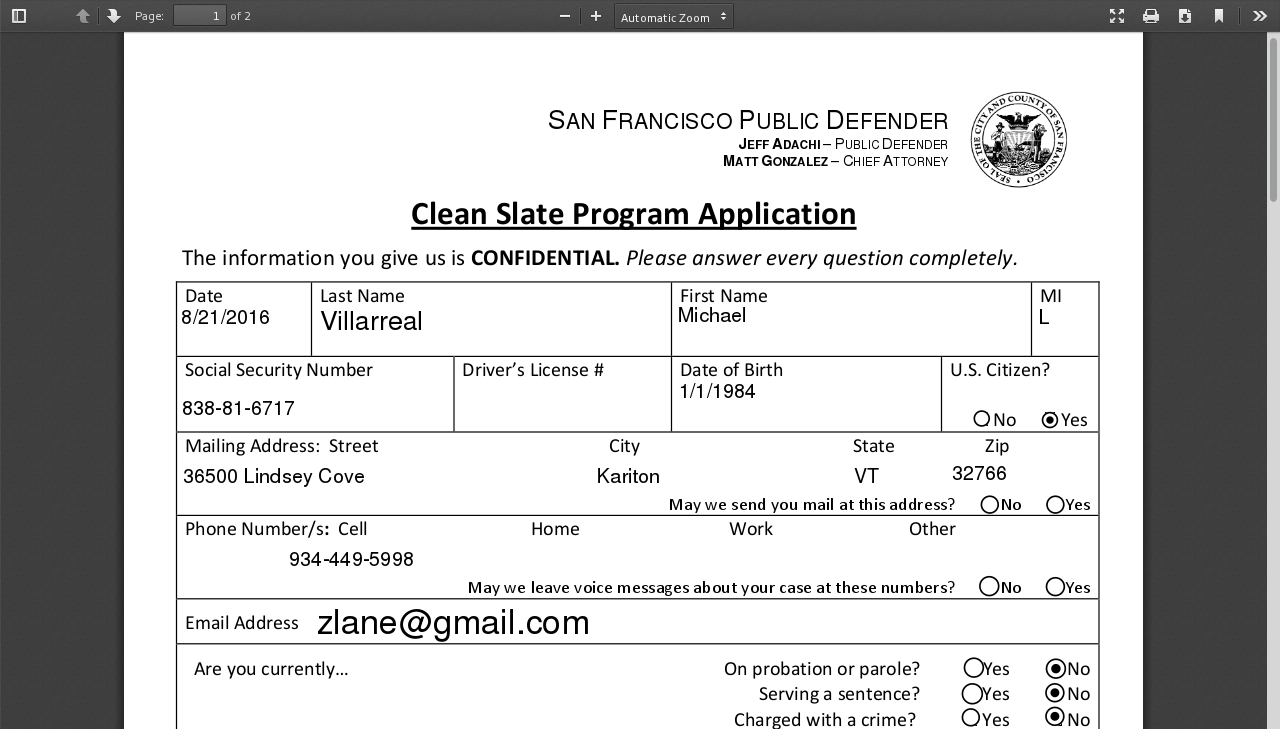 Page: 1 of 2 Automatic Zoom
SAN FRANCISCO PUBLIC DEFENDER
JEFF ADACHI – PUBLIC DEFENDER
MATT GONZALEZ – CHIEF ATTORNEY
SEAL OF THE CITY AND COUNTY OF SAN FRANCISCO
Clean Slate Program Application
The information you give us is CONFIDENTIAL. Please answer every question completely.
Date Last Name First Name MI
8/21/2016 Villarreal Michael L
Social Security Number Driver's License # Date of Birth U.S. Citizen?
838-81-6717 1/1/1984
No Yes
Mailing Address: Street City State Zip
36500 Lindsey Cove Kariton VT 32766
May we send you mail at this address? No Yes
Phone Number/s: Cell Home Work Other
934-449-5998
May we leave voice messages about your case at these numbers? No Yes
Email Address zlane@gmail.com
Are you currently... On probation or parole? Yes No
Serving a sentence? Yes No
Charged with a crime? Yes No